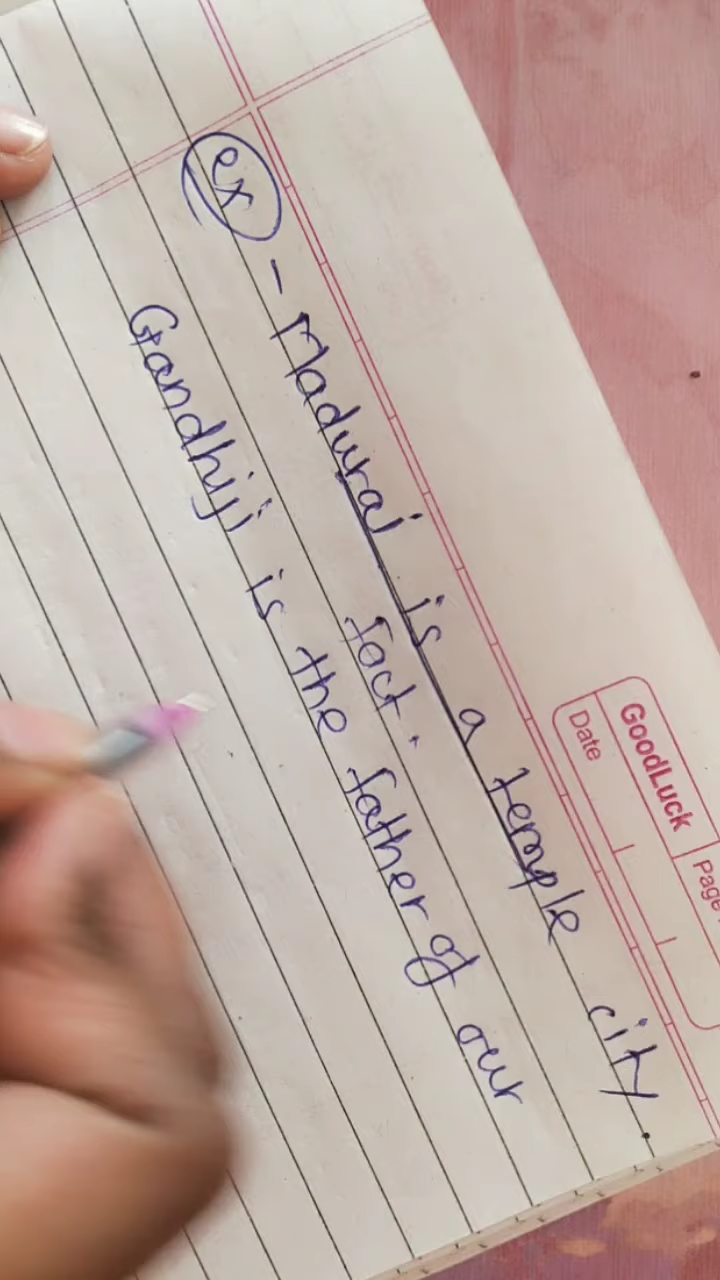 GoodLuck
Page
Date
ex - Madurai is a temple city
fact.
Gandhiji is the father of our